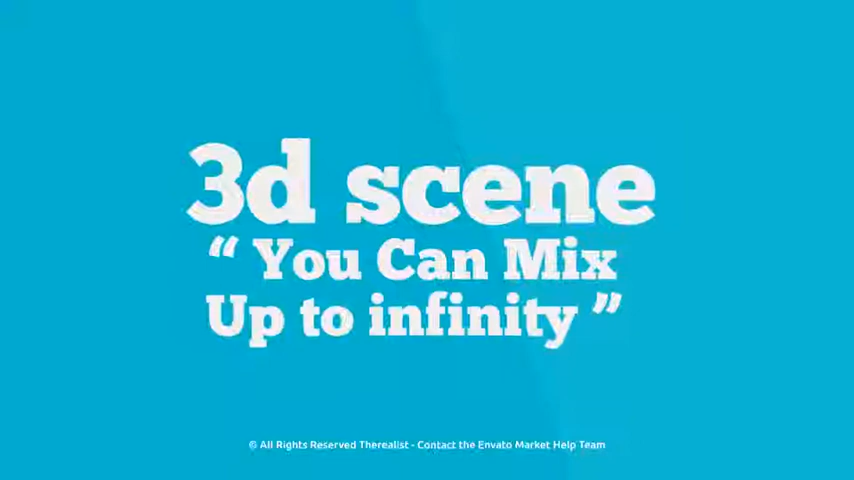 3d scene
“ You Can Mix
Up to infinity ”
© All Rights Reserved Therealist - Contact the Envato Market Help Team